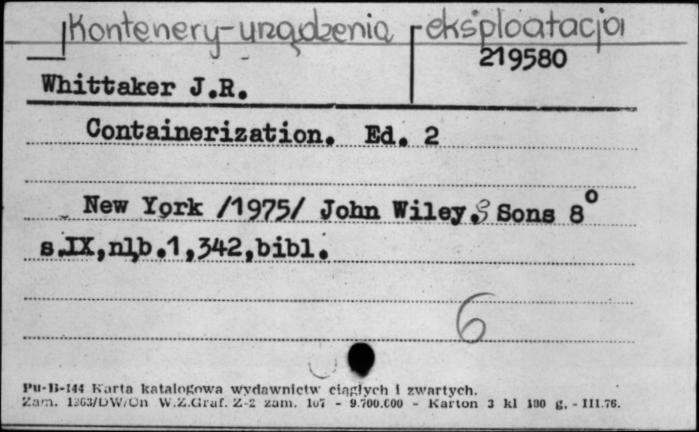 Kontenery-urządzenia eksploatacja
219580
Whittaker J.R.
Containerization. Ed. 2
New York /1975/ John Wiley & Sons 8°
s.IX,nlb.1,342,bibl.
6
Pu-B-144 Karta katalogowa wydawnictw ciągłych i zwartych.
Zam. 1263/DW/On W.Z.Graf. Z-2 zam. 107 - 9.700.000 - Karton 3 kl 180 g. - III.76.